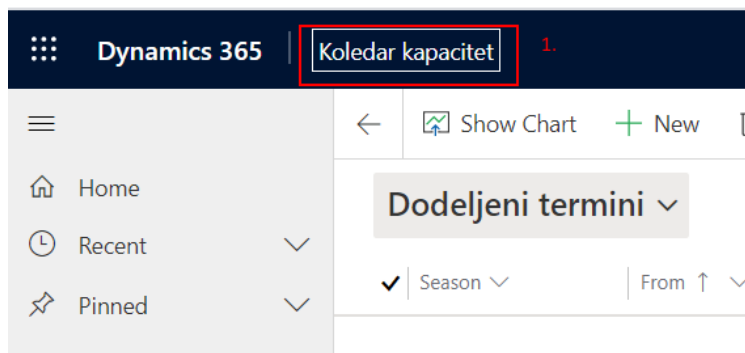 Dynamics 365 Koledar kapacitet 1.
Show Chart New
Home
Dodeljeni termini
Recent
Season From
Pinned